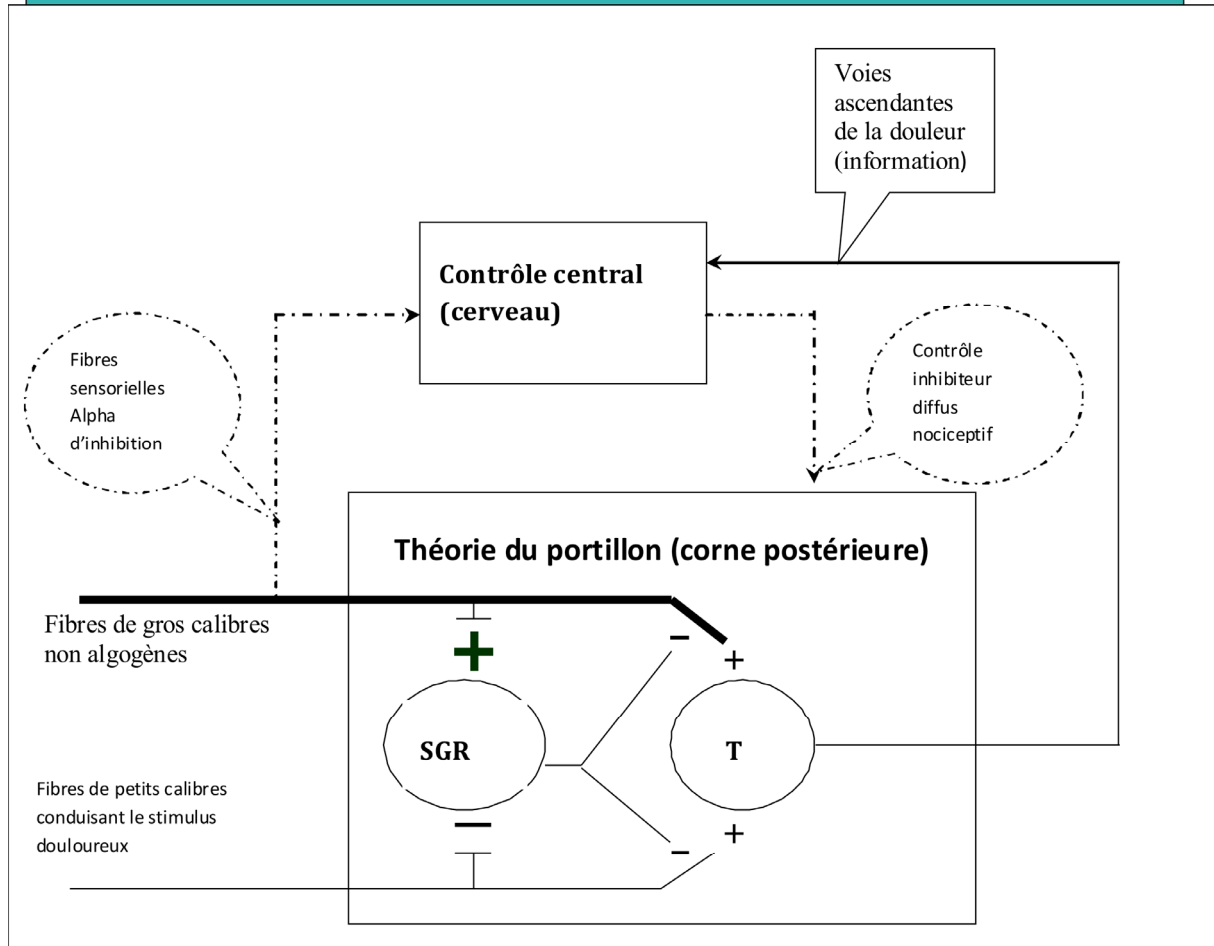 Voies
ascendantes
de la douleur
(information)
Contrôle central
(cerveau)
Fibres
sensorielles
Alpha
d'inhibition
Contrôle
inhibiteur
diffus
nociceptif
Théorie du portillon (corne postérieure)
Fibres de gros calibres
non algogènes
+
−
+
SGR
T
Fibres de petits calibres
conduisant le stimulus
douloureux
−
+
−